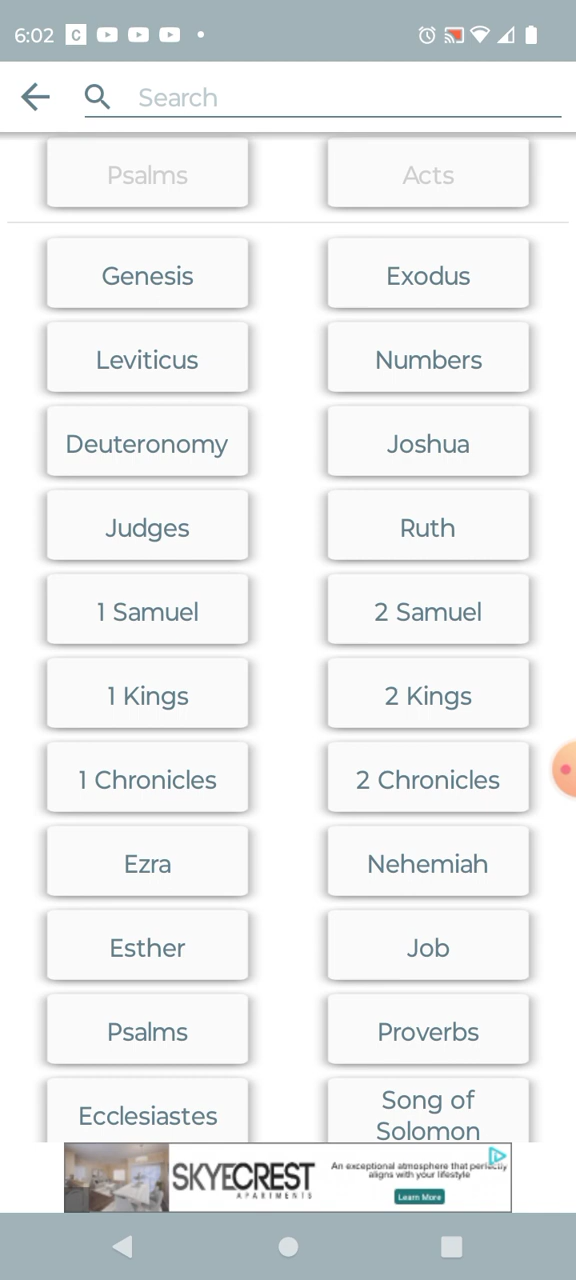 6:02 C
Search
Psalms Acts
Genesis Exodus
Leviticus Numbers
Deuteronomy Joshua
Judges Ruth
1 Samuel 2 Samuel
1 Kings 2 Kings
1 Chronicles 2 Chronicles
Ezra Nehemiah
Esther Job
Psalms Proverbs
Ecclesiastes Song of
Solomon
SKYECREST
APARTMENTS
An exceptional atmosphere that perfectly
aligns with your lifestyle
Learn More